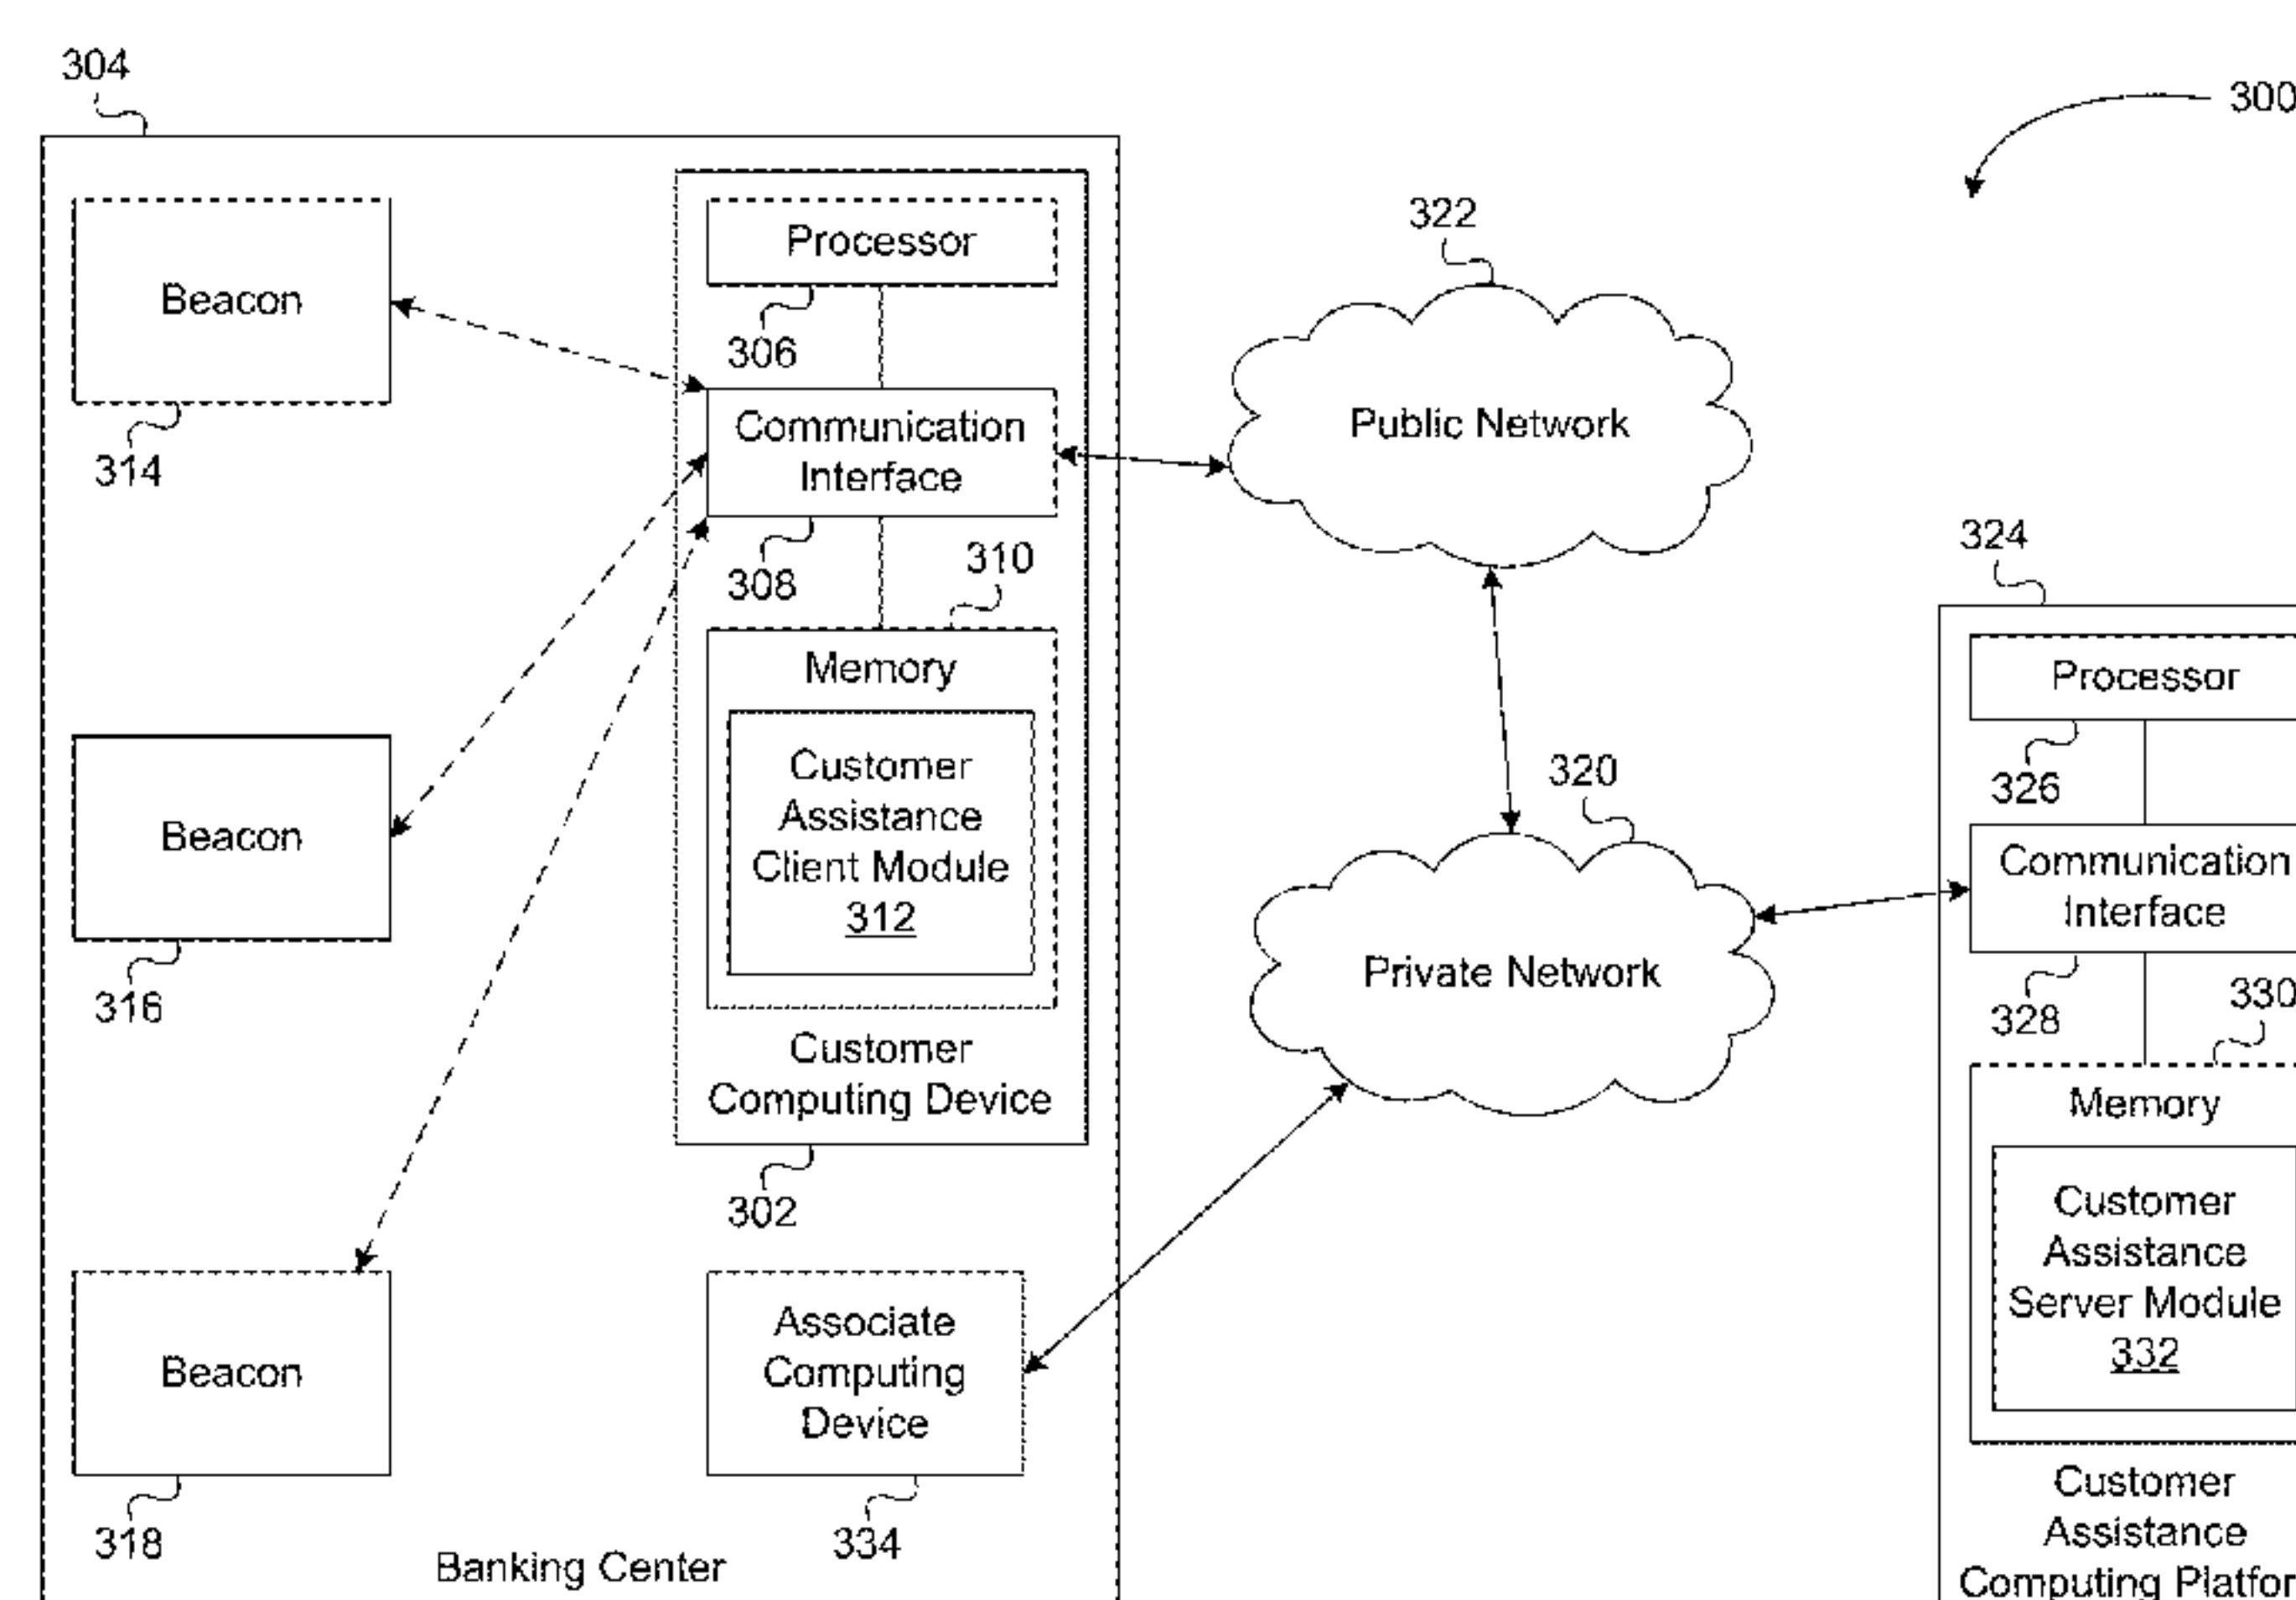 304
300
Processor
322
Beacon
306
Communication
Interface
Public Network
314
324
310
308
Memory
Processor
Customer
Assistance
Client Module
312
320
326
Beacon
Communication
Interface
Private Network
316
328
330
Customer
Computing Device
Memory
302
Customer
Assistance
Server Module
332
Associate
Computing
Device
Beacon
318
334
Banking Center
Customer
Assistance
Computing Platfor